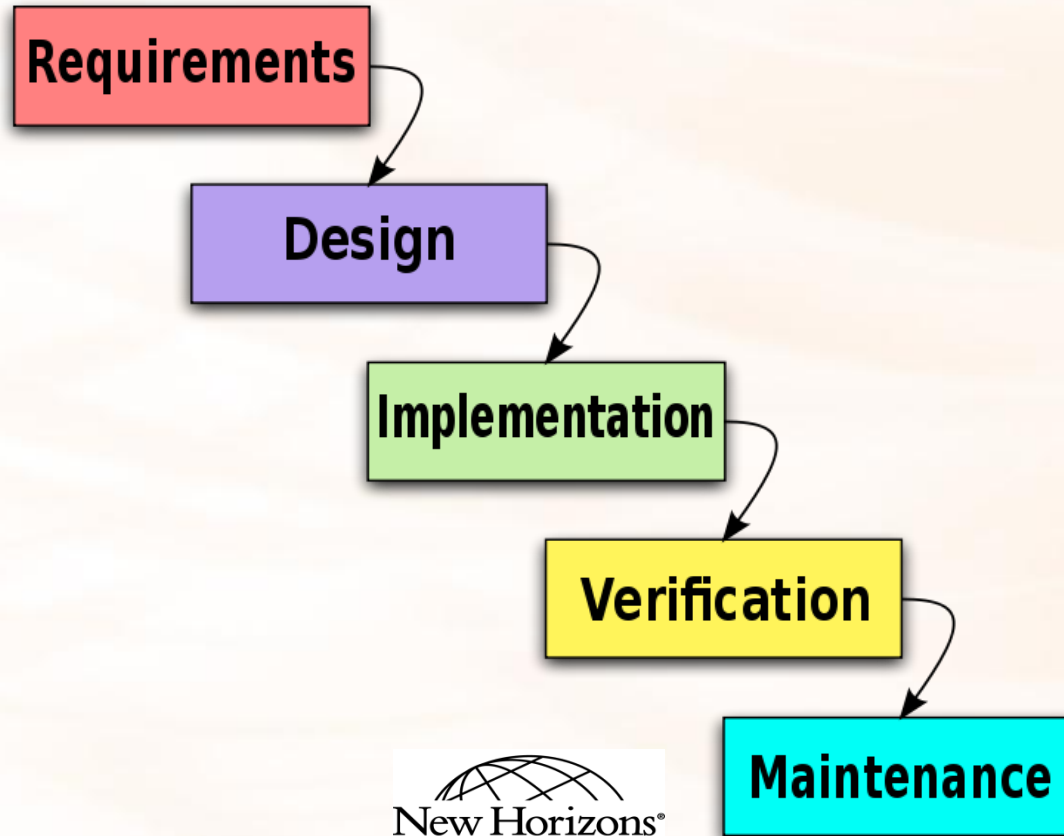 Requirements
Design
Implementation
Verification
Maintenance
New Horizons®